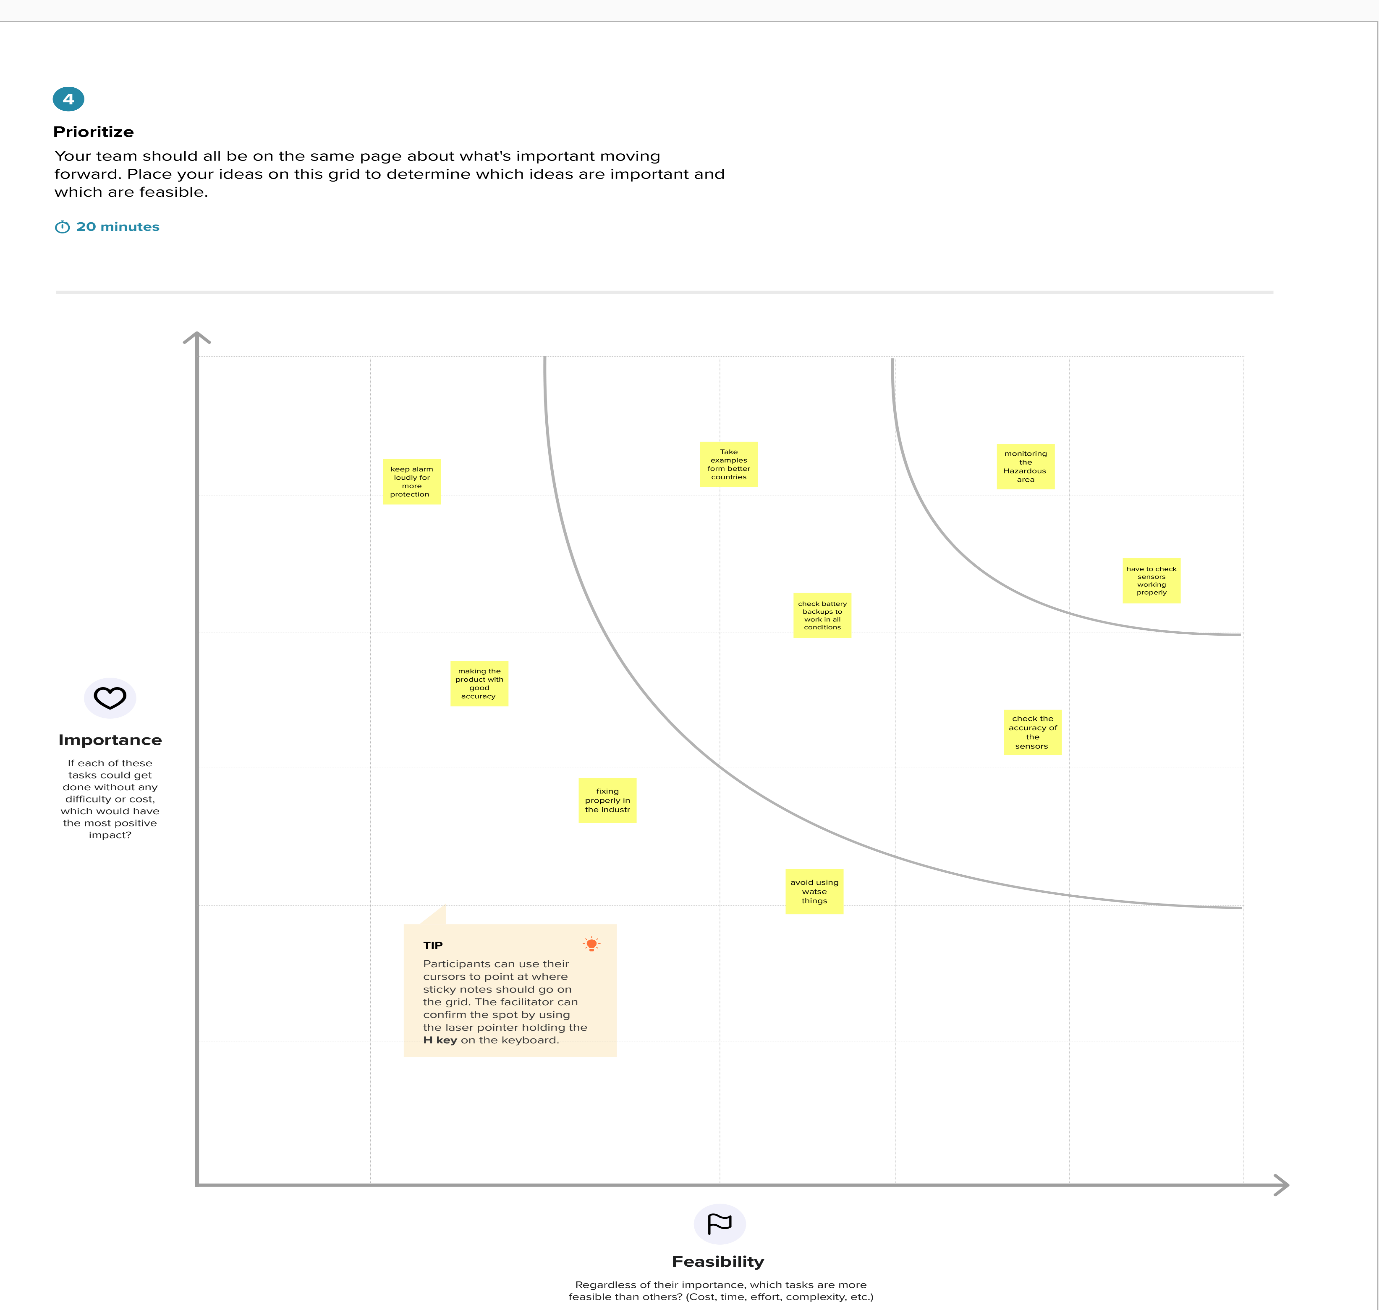 4
Prioritize
Your team should all be on the same page about what's important moving
forward. Place your ideas on this grid to determine which ideas are important and
which are feasible.
20 minutes
keep alarm
loudly for
more
protection
Take
examples
form better
countries
monitoring
the
Hazardous
area
have to check
sensors
working
properly
check battery
backups to
work in all
conditions
making the
product with
good
accuracy
check the
accuracy of
the
sensors
fixing
properly in
the industr
avoid using
watse
things
Importance
If each of these
tasks could get
done without any
difficulty or cost,
which would have
the most positive
impact?
TIP
Participants can use their
cursors to point at where
sticky notes should go on
the grid. The facilitator can
confirm the spot by using
the laser pointer holding the
H key on the keyboard.
Feasibility
Regardless of their importance, which tasks are more
feasible than others? (Cost, time, effort, complexity, etc.)